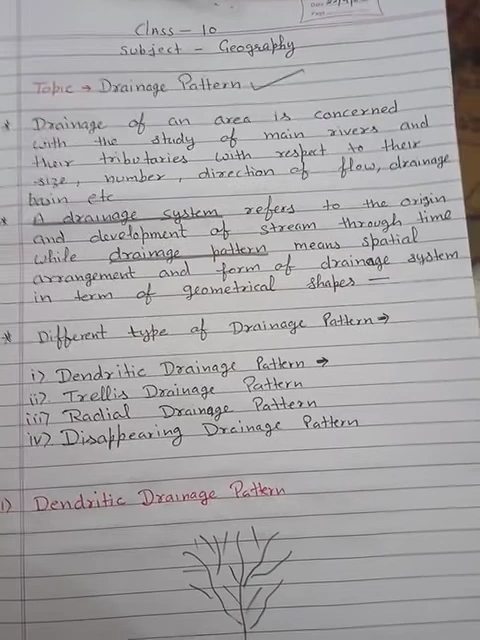 Class - 10
Subject - Geography
Topic → Drainage Pattern
* Drainage of an area is concerned
with the study of main rivers and
their tributaries with respect to their
size, number, direction of flow, drainage
basin etc
* A drainage system refers to the origin
and development of stream through time
while drainage pattern means spatial
arrangement and form of drainage system
in term of geometrical shapes —
* Different type of Drainage Pattern →
i) Dendritic Drainage Pattern →
ii) Trellis Drainage Pattern
iii) Radial Drainage Pattern
iv) Disappearing Drainage Pattern
i) Dendritic Drainage Pattern